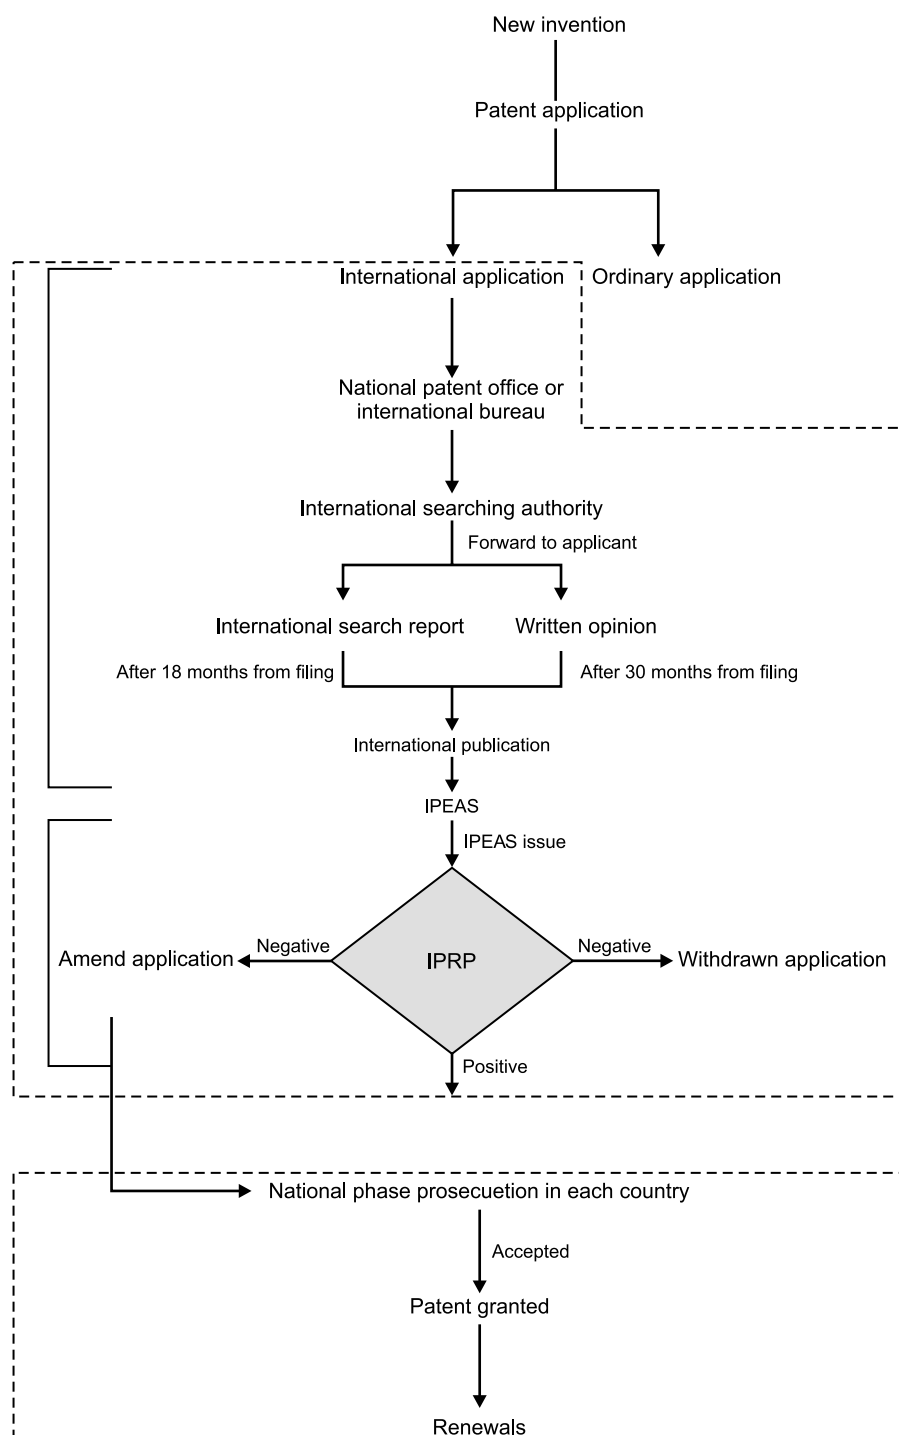 New invention
Patent application
International application
Ordinary application
National patent office or
international bureau
International searching authority
Forward to applicant
International search report
Written opinion
After 18 months from filing
After 30 months from filing
International publication
IPEAS
IPEAS issue
Amend application
Negative
IPRP
Negative
Withdrawn application
Positive
National phase prosecuetion in each country
Accepted
Patent granted
Renewals